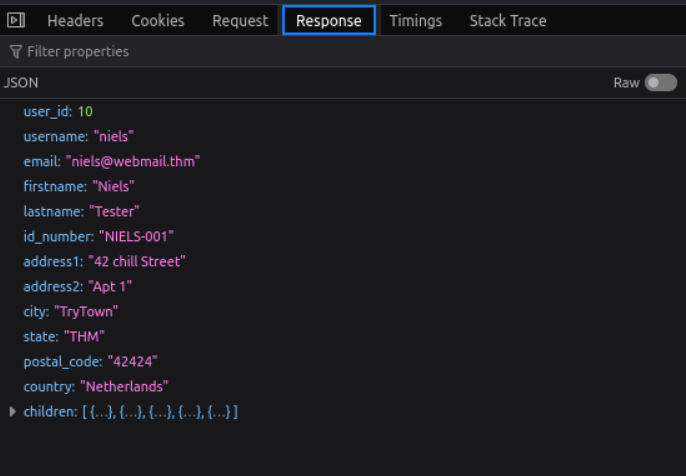 Headers Cookies Request Response Timings Stack Trace
Filter properties
JSON Raw
user_id: 10
username: "niels"
email: "niels@webmail.thm"
firstname: "Niels"
lastname: "Tester"
id_number: "NIELS-001"
address1: "42 chill Street"
address2: "Apt 1"
city: "TryTown"
state: "THM"
postal_code: "42424"
country: "Netherlands"
children: [ {…}, {…}, {…}, {…}, {…} ]